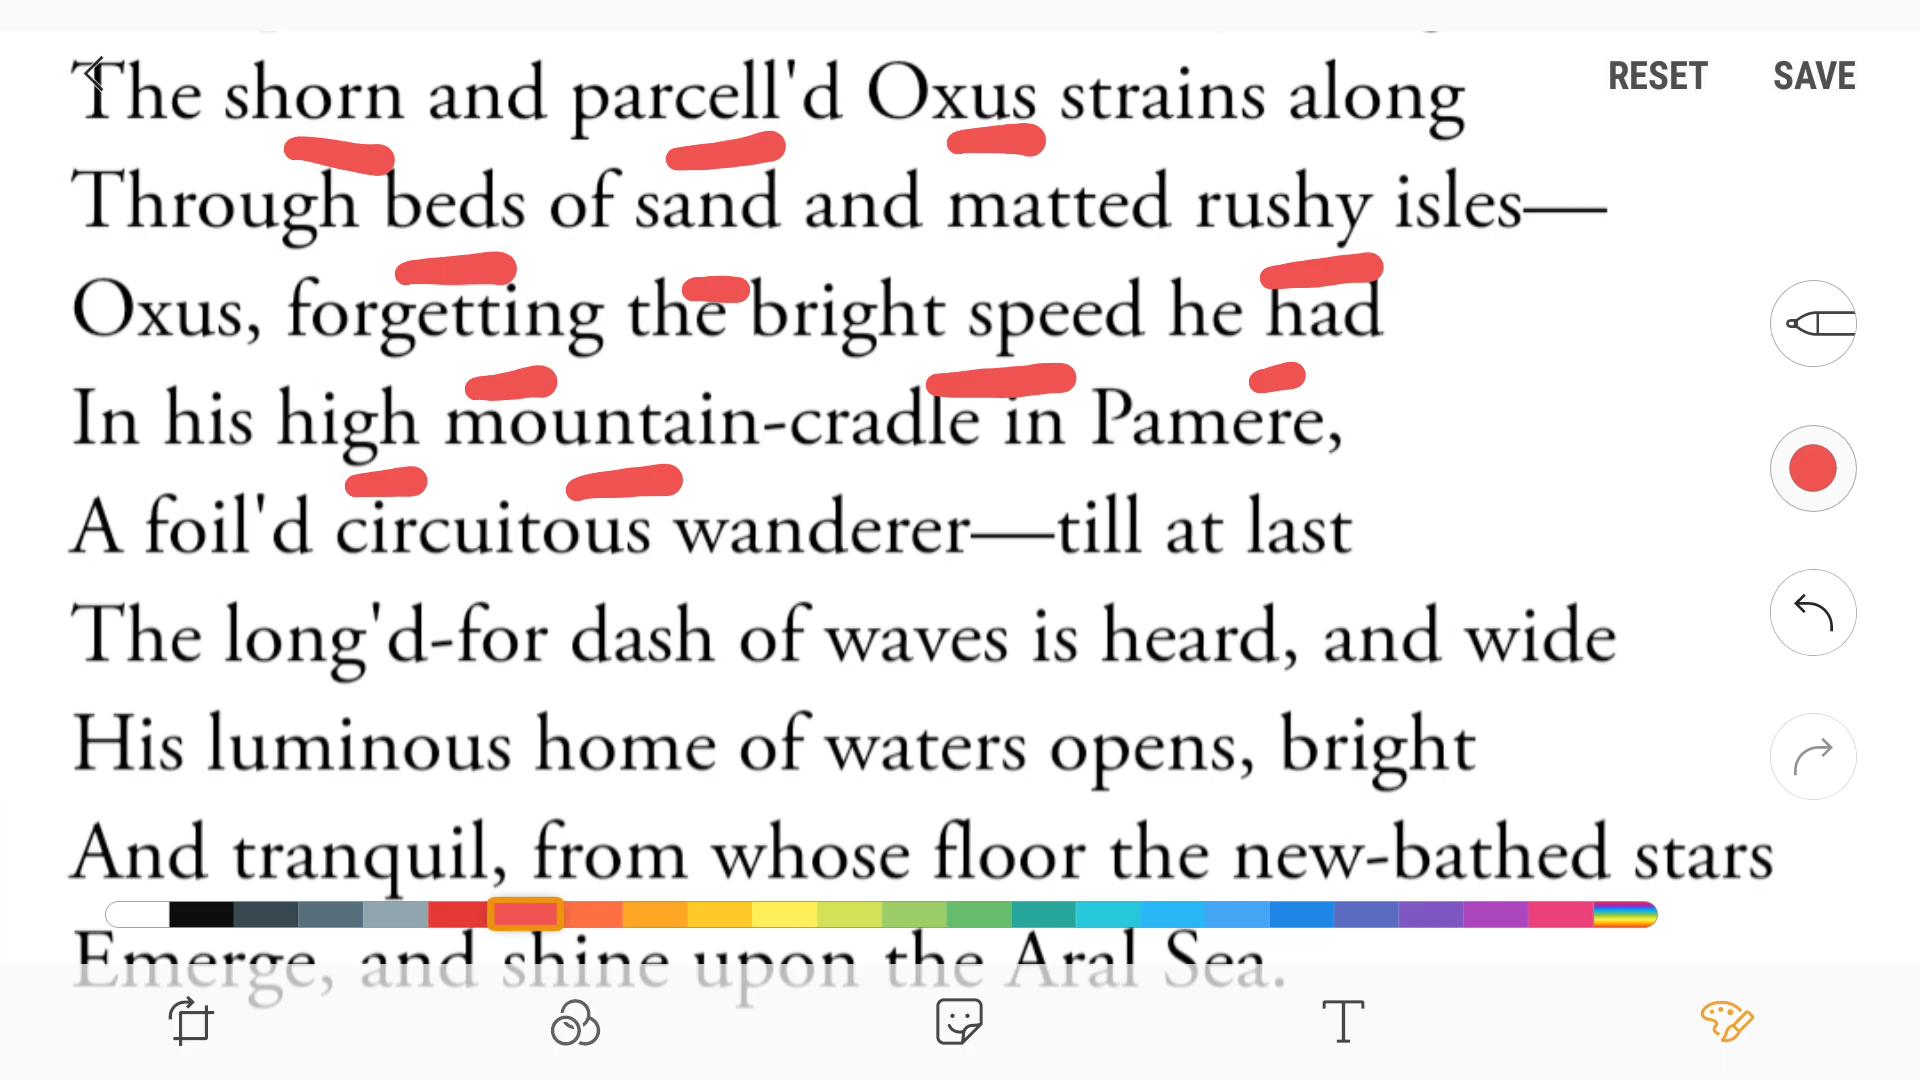 The shorn and parcell'd Oxus strains along
RESET SAVE
Through beds of sand and matted rushy isles—
Oxus, forgetting the bright speed he had
In his high mountain-cradle in Pamere,
A foil'd circuitous wanderer—till at last
The long'd-for dash of waves is heard, and wide
His luminous home of waters opens, bright
And tranquil, from whose floor the new-bathed stars
Emerge, and shine upon the Aral Sea.